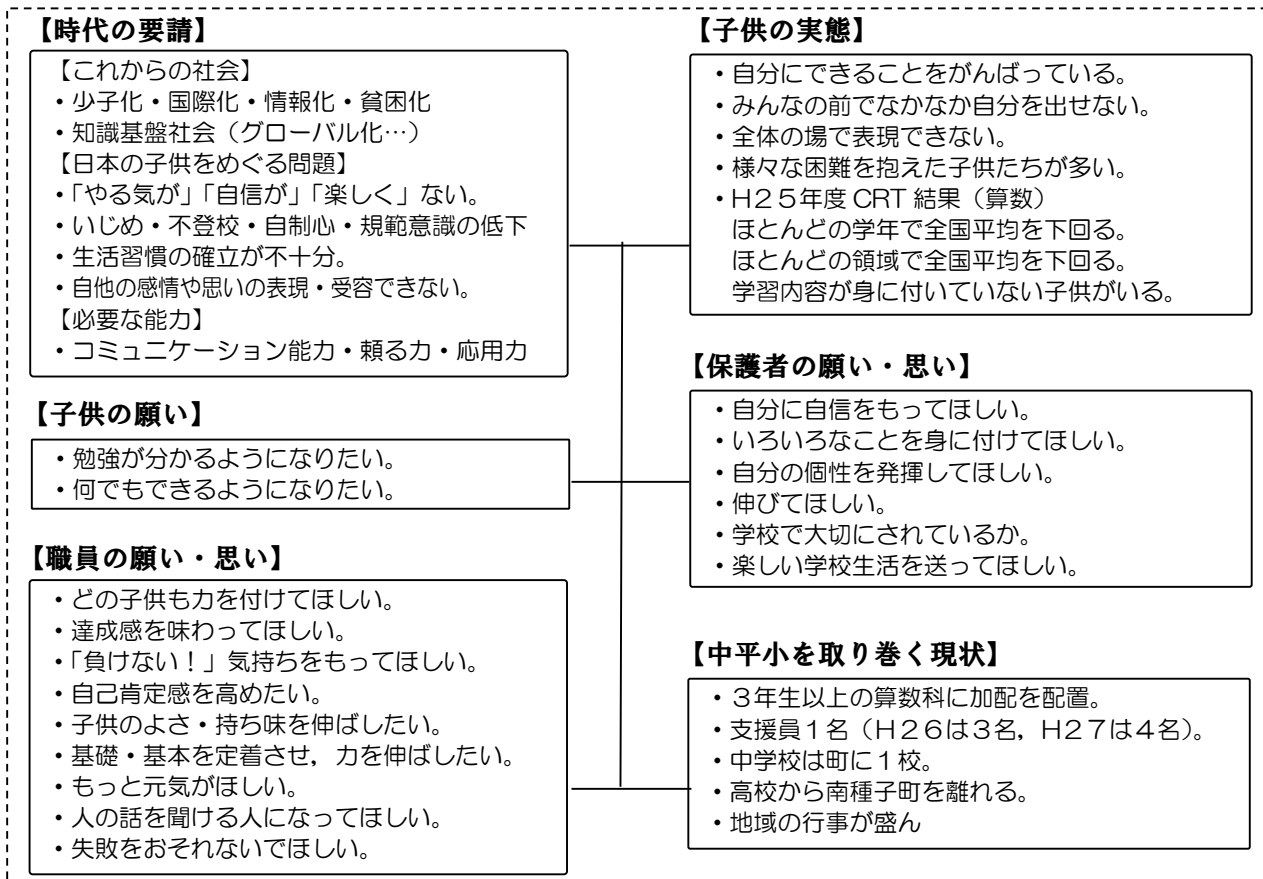 【時代の要請】
【これからの社会】
・少子化・国際化・情報化・貧困化
・知識基盤社会（グローバル化…）
【日本の子供をめぐる問題】
・「やる気が」「自信が」「楽しく」ない。
・いじめ・不登校・自制心・規範意識の低下
・生活習慣の確立が不十分。
・自他の感情や思いの表現・受容できない。
【必要な能力】
・コミュニケーション能力・頼る力・応用力
【子供の願い】
・勉強が分かるようになりたい。
・何でもできるようになりたい。
【職員の願い・思い】
・どの子供も力を付けてほしい。
・達成感を味わってほしい。
・「負けない！」気持ちをもってほしい。
・自己肯定感を高めたい。
・子供のよさ・持ち味を伸ばしたい。
・基礎・基本を定着させ，力を伸ばしたい。
・もっと元気がほしい。
・人の話を聞ける人になってほしい。
・失敗をおそれないでほしい。
【子供の実態】
・自分にできることをがんばっている。
・みんなの前でなかなか自分を出せない。
・全体の場で表現できない。
・様々な困難を抱えた子供たちが多い。
・H２５年度 CRT 結果（算数）
ほとんどの学年で全国平均を下回る。
ほとんどの領域で全国平均を下回る。
学習内容が身に付いていない子供がいる。
【保護者の願い・思い】
・自分に自信をもってほしい。
・いろいろなことを身に付けてほしい。
・自分の個性を発揮してほしい。
・伸びてほしい。
・学校で大切にされているか。
・楽しい学校生活を送ってほしい。
【中平小を取り巻く現状】
・３年生以上の算数科に加配を配置。
・支援員１名（H２６は３名，H２７は４名）。
・中学校は町に１校。
・高校から南種子町を離れる。
・地域の行事が盛ん